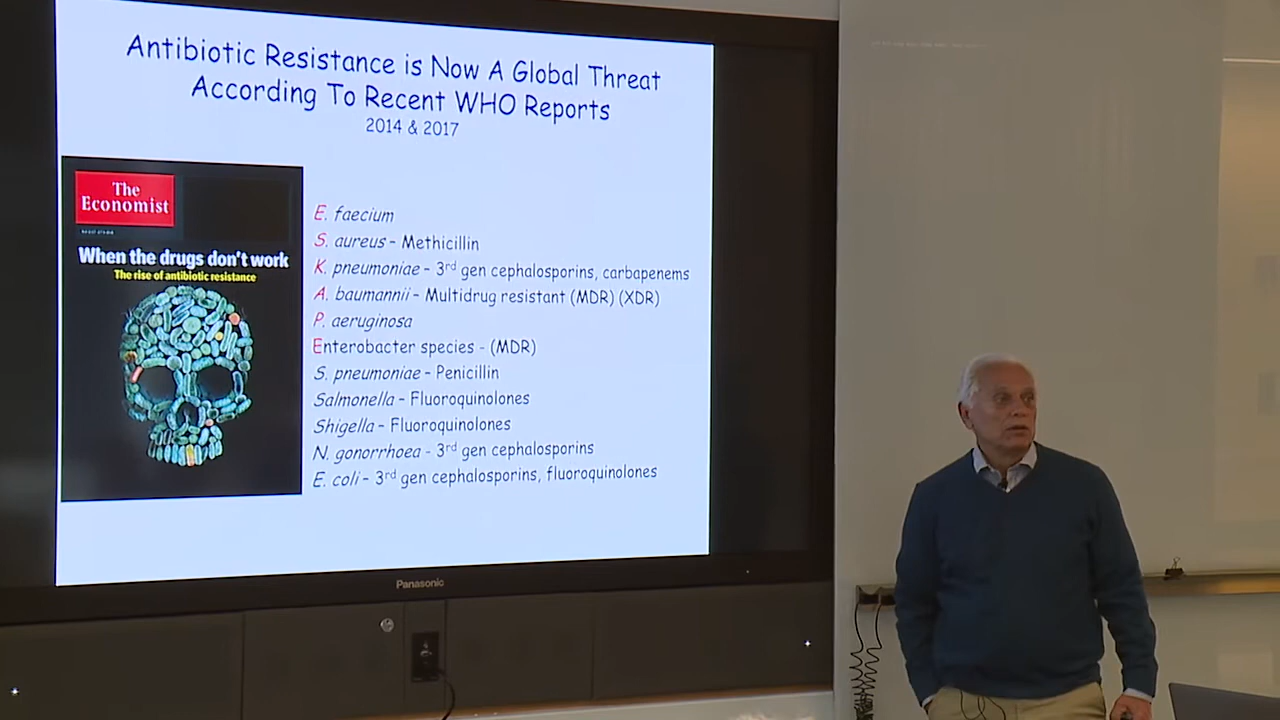 Antibiotic Resistance is Now A Global Threat
According To Recent WHO Reports
2014 & 2017
The
Economist
When the drugs don't work
The rise of antibiotic resistance
E. faecium
S. aureus – Methicillin
K. pneumoniae – 3rd gen cephalosporins, carbapenems
A. baumannii – Multidrug resistant (MDR) (XDR)
P. aeruginosa
Enterobacter species - (MDR)
S. pneumoniae – Penicillin
Salmonella – Fluoroquinolones
Shigella – Fluoroquinolones
N. gonorrhoea - 3rd gen cephalosporins
E. coli – 3rd gen cephalosporins, fluoroquinolones
Panasonic